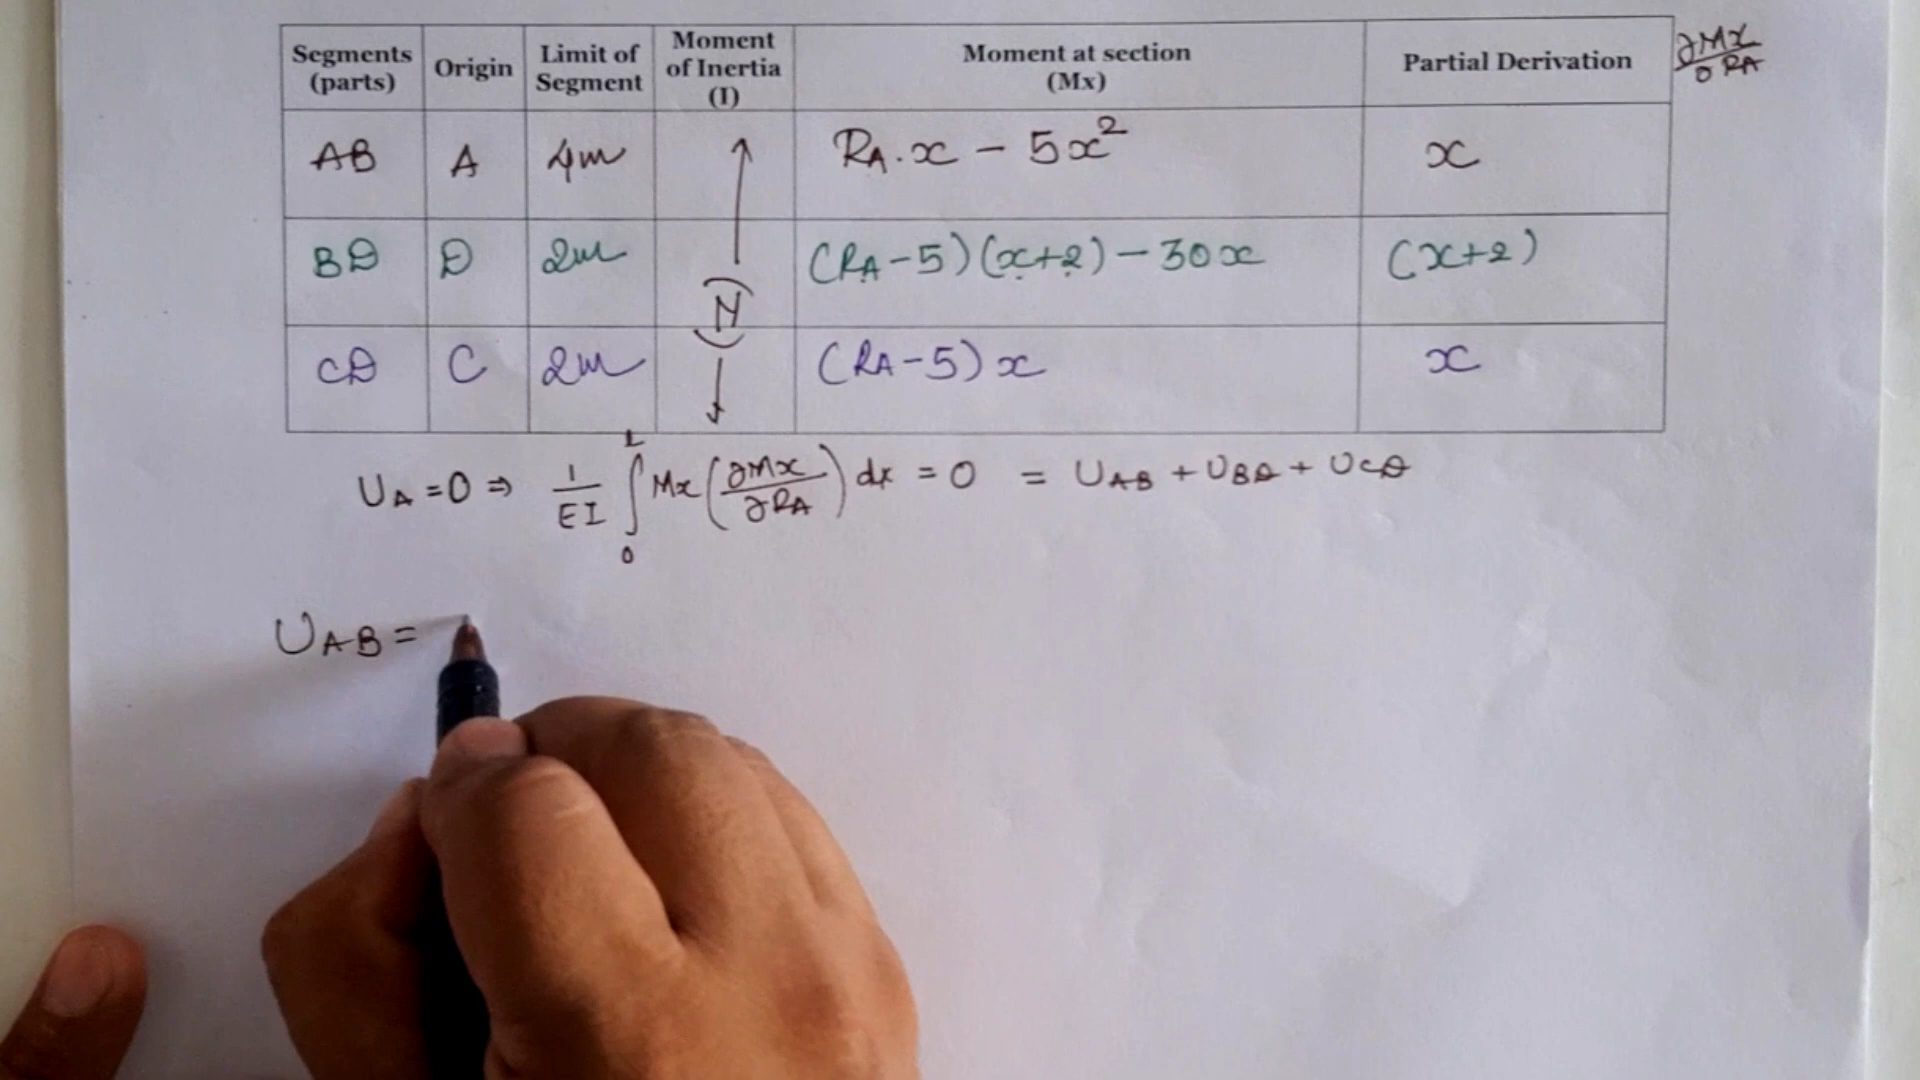 Segments (parts) Origin Limit of Segment Moment of Inertia (I) Moment at section (Mx) Partial Derivation ∂Mx/∂RA
AB A 4m RA.x - 5x²  x
BD D 2m (RA-5)(x+2)-30x (x+2)
(I)
CD C 2m (RA-5)x x
UA=0 ⇒ 1/EI ∫₀ᴸ Mx(∂Mx/∂RA)dx = 0 = UAB + UBD + UCD
UAB =